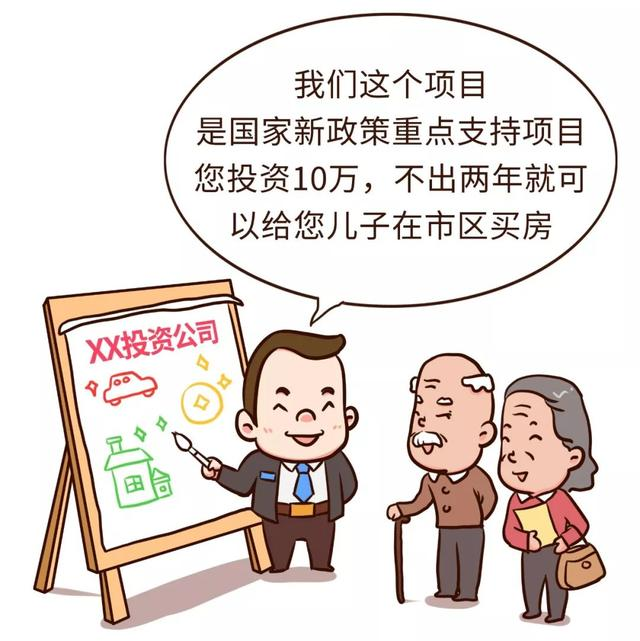 我们这个项目
是国家新政策重点支持项目
您投资10万，不出两年就可
以给您儿子在市区买房
XX投资公司